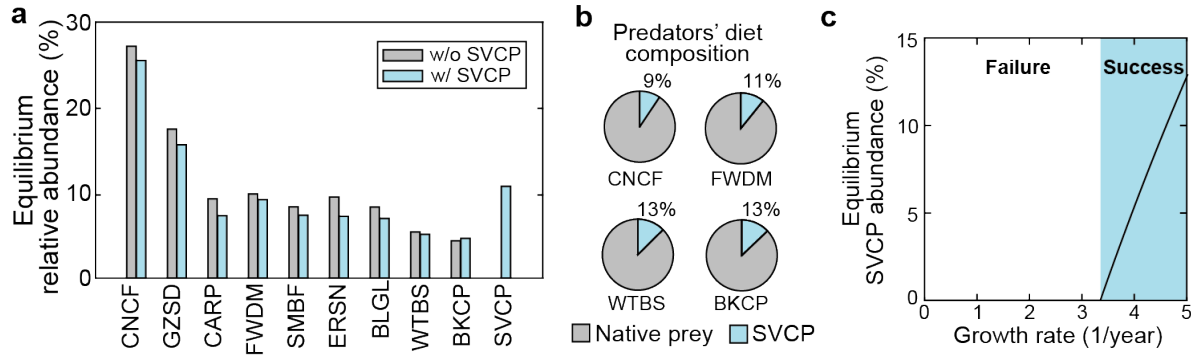 a
Equilibrium
relative abundance (%)
30
20
10
0
w/o SVCP
w/ SVCP
CNCF
GZSD
CARP
FWDM
SMBF
ERSN
BLGL
WTBS
BKCP
SVCP
b
Predators' diet
composition
9%
11%
CNCF
FWDM
13%
13%
WTBS
BKCP
Native prey
SVCP
c
Equilibrium
SVCP abundance (%)
15
10
5
0
Failure
Success
0
1
2
3
4
5
Growth rate (1/year)